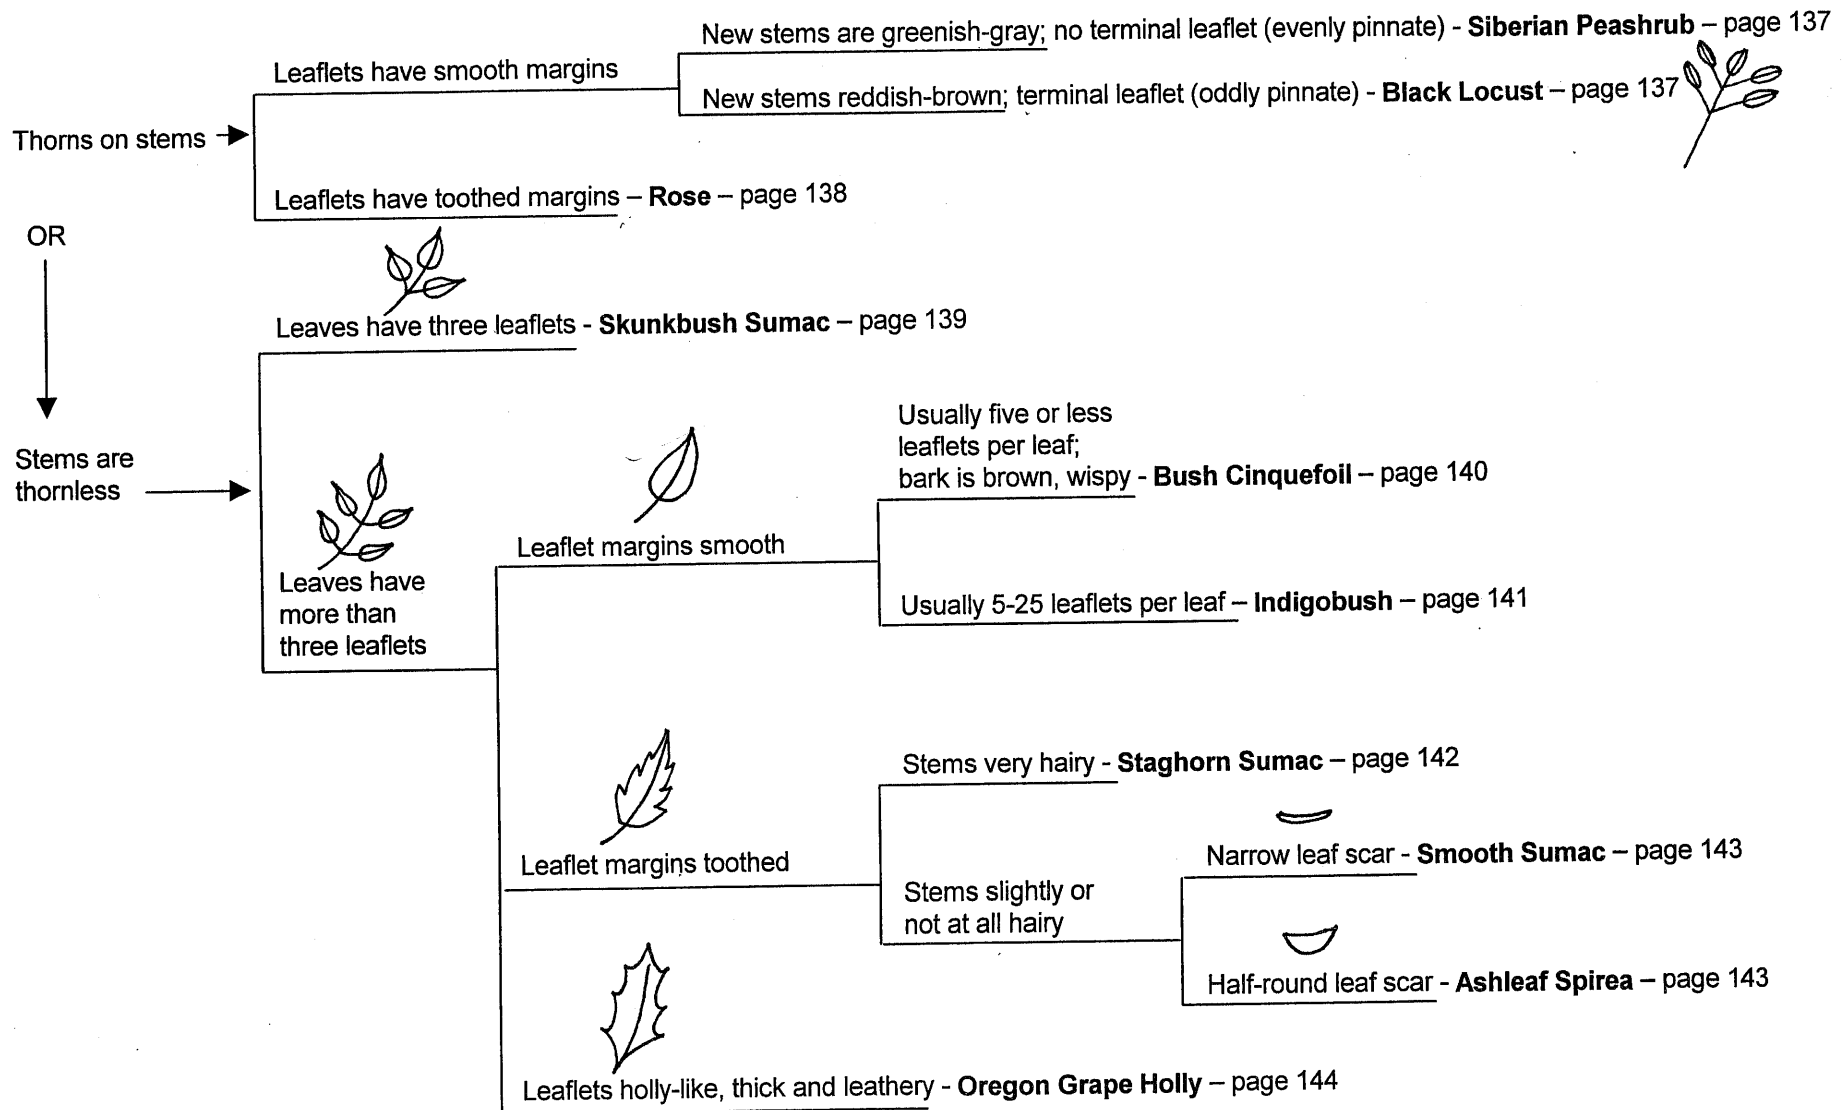 New stems are greenish-gray; no terminal leaflet (evenly pinnate) - Siberian Peashrub – page 137
Leaflets have smooth margins
New stems reddish-brown; terminal leaflet (oddly pinnate) - Black Locust – page 137
Thorns on stems
Leaflets have toothed margins – Rose – page 138
OR
Leaves have three leaflets - Skunkbush Sumac – page 139
Stems are
thornless
Leaves have
more than
three leaflets
Leaflet margins smooth
Usually five or less
leaflets per leaf;
bark is brown, wispy - Bush Cinquefoil – page 140
Usually 5-25 leaflets per leaf – Indigobush – page 141
Leaflet margins toothed
Stems very hairy - Staghorn Sumac – page 142
Stems slightly or
not at all hairy
Narrow leaf scar - Smooth Sumac – page 143
Half-round leaf scar - Ashleaf Spirea – page 143
Leaflets holly-like, thick and leathery - Oregon Grape Holly – page 144